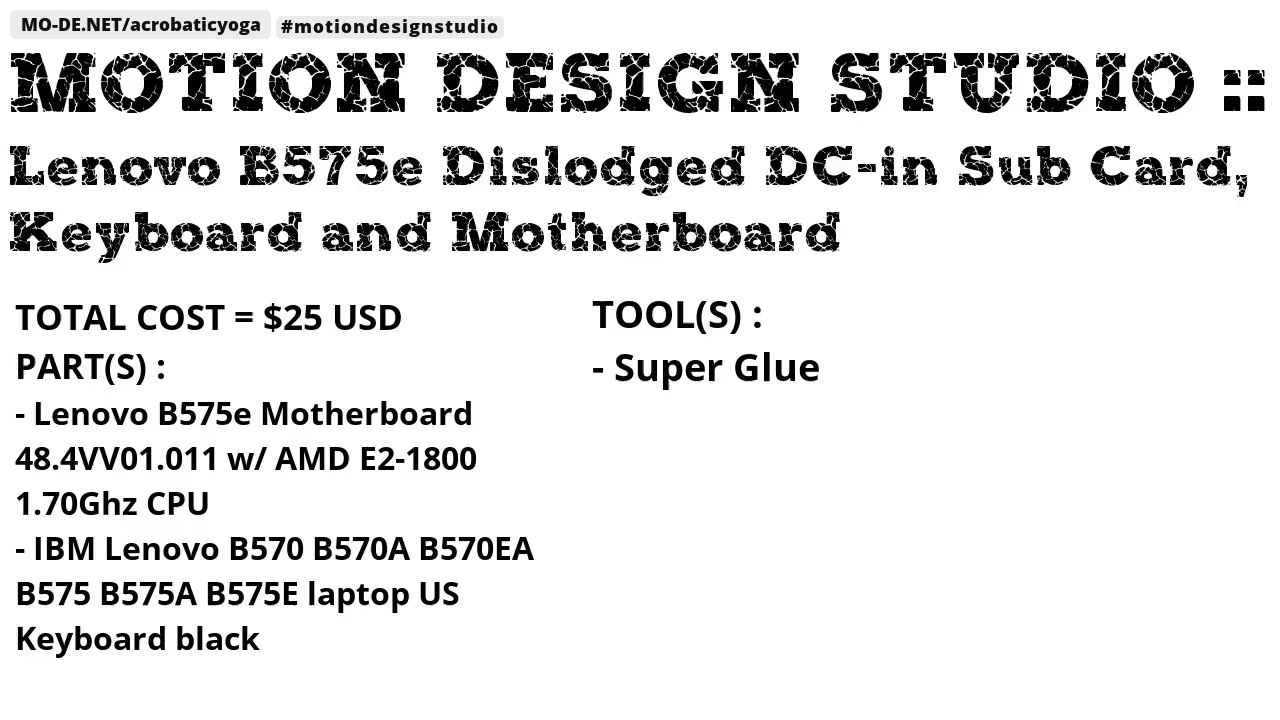 MO-DE.NET/acrobaticyoga #motiondesignstudio
MOTION DESIGN STUDIO ::
Lenovo B575e Dislodged DC-in Sub Card,
Keyboard and Motherboard
TOTAL COST = $25 USD
PART(S) :
- Lenovo B575e Motherboard
48.4VV01.011 w/ AMD E2-1800
1.70Ghz CPU
- IBM Lenovo B570 B570A B570EA
B575 B575A B575E laptop US
Keyboard black
TOOL(S) :
- Super Glue